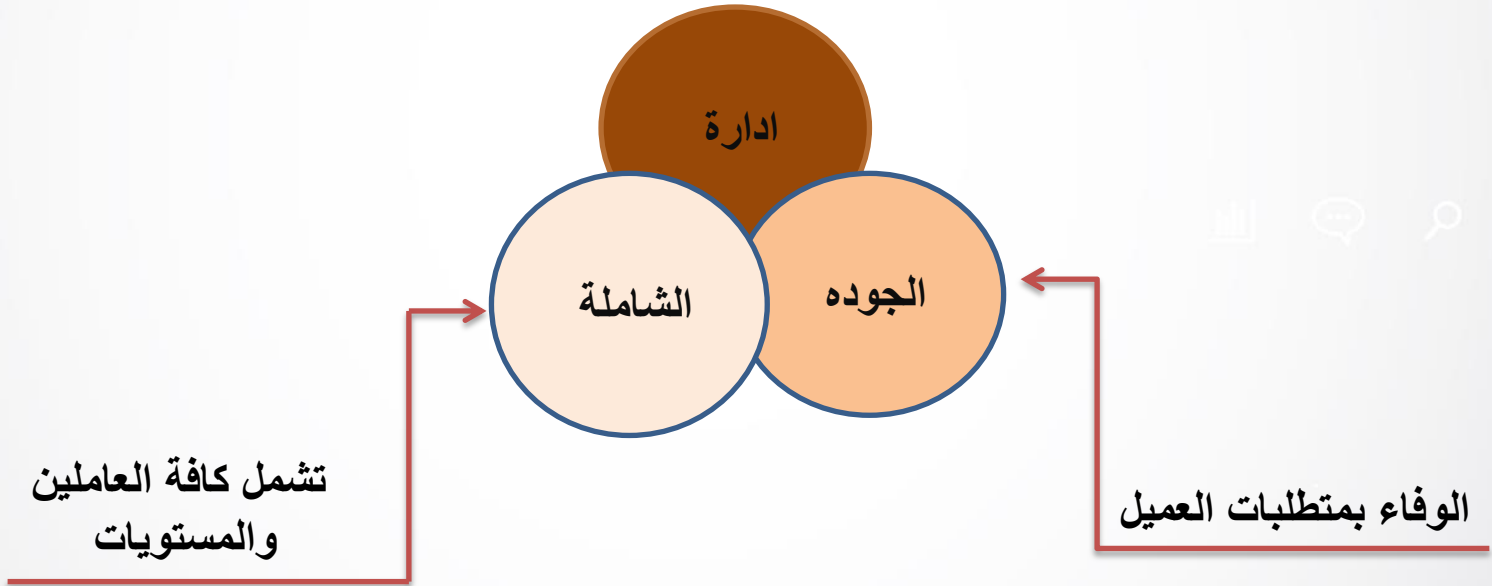 ادارة
الجوده
الشاملة
الوفاء بمتطلبات العميل
تشمل كافة العاملين
والمستويات